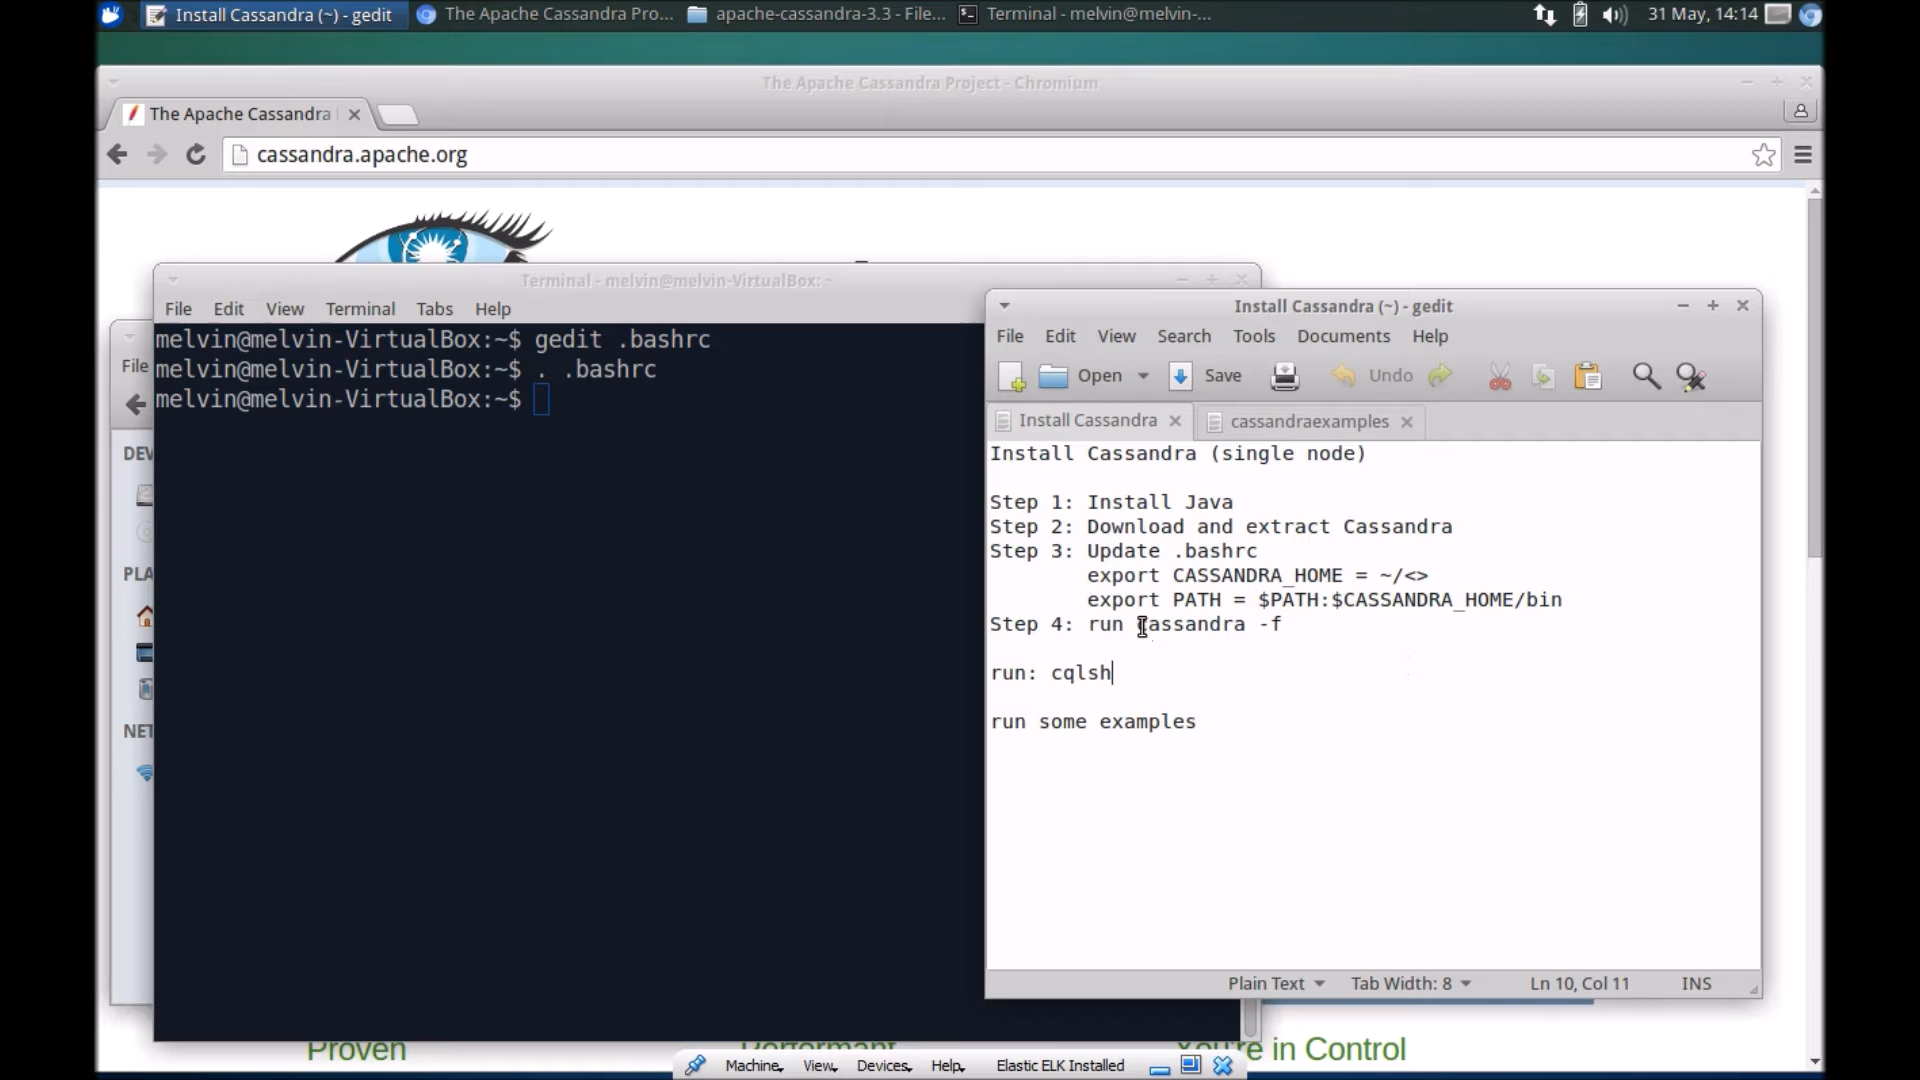 Install Cassandra (~) - gedit
The Apache Cassandra Pro...
apache-cassandra-3.3 - File...
Terminal - melvin@melvin-...
31 May, 14:14
The Apache Cassandra Project - Chromium
The Apache Cassandra
cassandra.apache.org
Terminal - melvin@melvin-VirtualBox: ~
File Edit View Terminal Tabs Help
melvin@melvin-VirtualBox:~$ gedit .bashrc
melvin@melvin-VirtualBox:~$ . .bashrc
melvin@melvin-VirtualBox:~$
File
DEV
PLA
NET
Install Cassandra (~) - gedit
File Edit View Search Tools Documents Help
Open Save Undo
Install Cassandra
cassandraexamples
Install Cassandra (single node)
Step 1: Install Java
Step 2: Download and extract Cassandra
Step 3: Update .bashrc
export CASSANDRA_HOME = ~/<>
export PATH = $PATH:$CASSANDRA_HOME/bin
Step 4: run cassandra -f
run: cqlsh
run some examples
Plain Text Tab Width: 8 Ln 10, Col 11 INS
Proven
You're in Control
Machine View Devices Help Elastic ELK Installed